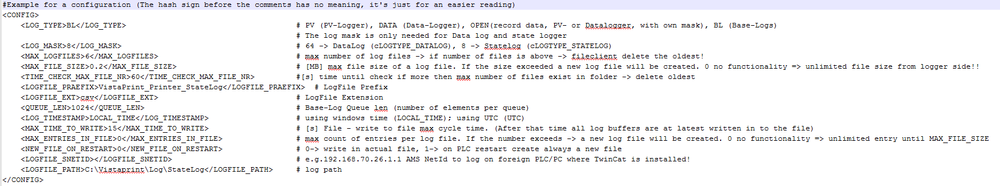 #Example for a configuration (The hash sign before the comments has no meaning, it's just for an easier reading)
<CONFIG>
    <LOG_TYPE>BL</LOG_TYPE>                                     # PV (PV-Logger), DATA (Data-Logger), OPEN(record data, PV- or Datalogger, with own mask), BL (Base-Logs)
                                                                # The log mask is only needed for Data log and state logger
    <LOG_MASK>8</LOG_MASK>                                      # 64 -> DataLog (cLOGTYPE_DATALOG), 8 -> Statelog (cLOGTYPE_STATELOG)
    <MAX_LOGFILES>6</MAX_LOGFILES>                              # max number of log files -> if number of files is above -> fileclient delete the oldest!
    <MAX_FILE_SIZE>0.2</MAX_FILE_SIZE>                          # [MB] max file size of a log file. If the size exceeded a new log file will be created. 0 no functionality => unlimited file size from logger side!!
    <TIME_CHECK_MAX_FILE_NR>60</TIME_CHECK_MAX_FILE_NR>         #[s] time until check if more then max number of files exist in folder -> delete oldest
    <LOGFILE_PRAEFIX>VistaPrint_Printer_StateLog</LOGFILE_PRAEFIX>  # LogFile Prefix
    <LOGFILE_EXT>csv</LOGFILE_EXT>                              # LogFile Extension
    <QUEUE_LEN>1024</QUEUE_LEN>                                 # Base-Log Queue len (number of elements per queue)
    <LOG_TIMESTAMP>LOCAL_TIME</LOG_TIMESTAMP>                   # using windows time (LOCAL_TIME); using UTC (UTC)
    <MAX_TIME_TO_WRITE>15</MAX_TIME_TO_WRITE>                   # [s] File - write to file max cycle time. (After that time all log buffers are at latest written in to the file)
    <MAX_ENTRIES_IN_FILE>0</MAX_ENTRIES_IN_FILE>                # max count of entries per log file. If the number exceeds -> a new log file will be created. 0 no functionality => unlimited entry until MAX_FILE_SIZE
    <NEW_FILE_ON_RESTART>0</NEW_FILE_ON_RESTART>                # 0-> write in actual file, 1-> on PLC restart create always a new file
    <LOGFILE_SNETID></LOGFILE_SNETID>                           # e.g.192.168.70.26.1.1 AMS NetId to log on foreign PLC/PC where TwinCat is installed!
    <LOGFILE_PATH>C:\Vistaprint\Log\StateLog</LOGFILE_PATH>     # log path
</CONFIG>